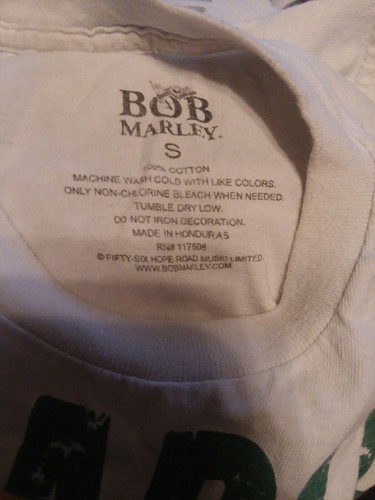 BOB
MARLEY
S
100% COTTON
MACHINE WASH COLD WITH LIKE COLORS.
ONLY NON-CHLORINE BLEACH WHEN NEEDED.
TUMBLE DRY LOW.
DO NOT IRON DECORATION.
MADE IN HONDURAS
RN# 117508
© FIFTY-SIX HOPE ROAD MUSIC LIMITED
WWW.BOBMARLEY.COM